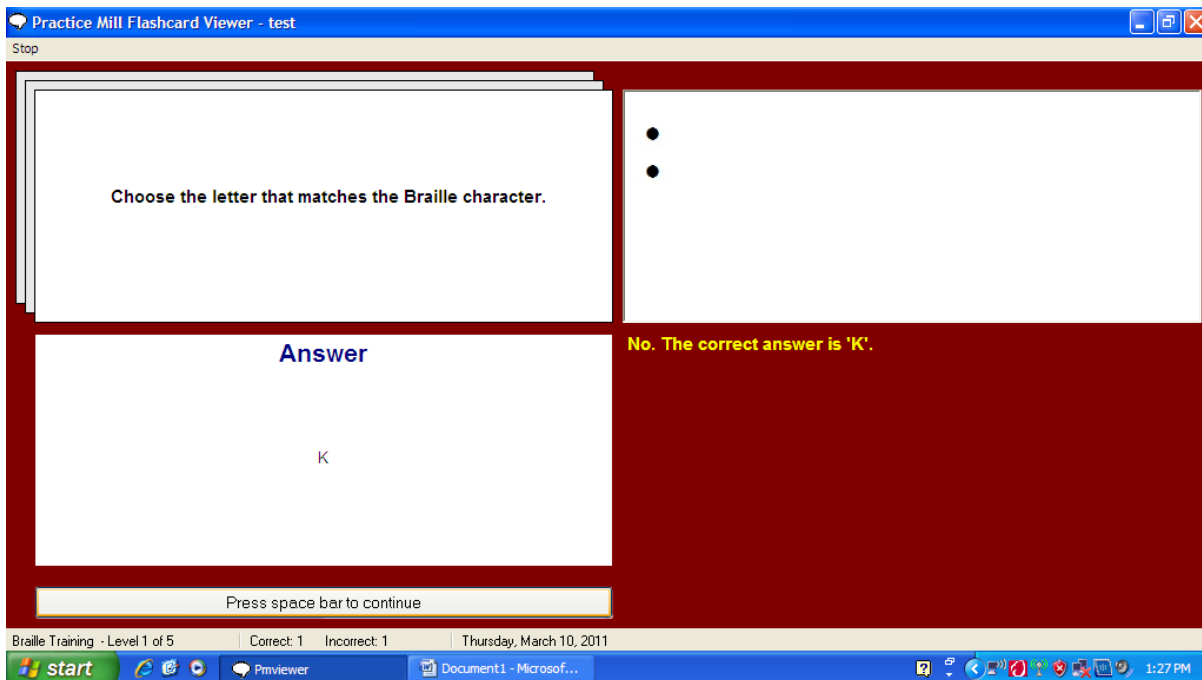 Practice Mill Flashcard Viewer - test
Stop
Choose the letter that matches the Braille character.
No. The correct answer is 'K'.
Answer
K
Press space bar to continue
Braille Training - Level 1 of 5 Correct: 1 Incorrect: 1 Thursday, March 10, 2011
start Pmviewer Document1 - Microsof... 1:27 PM